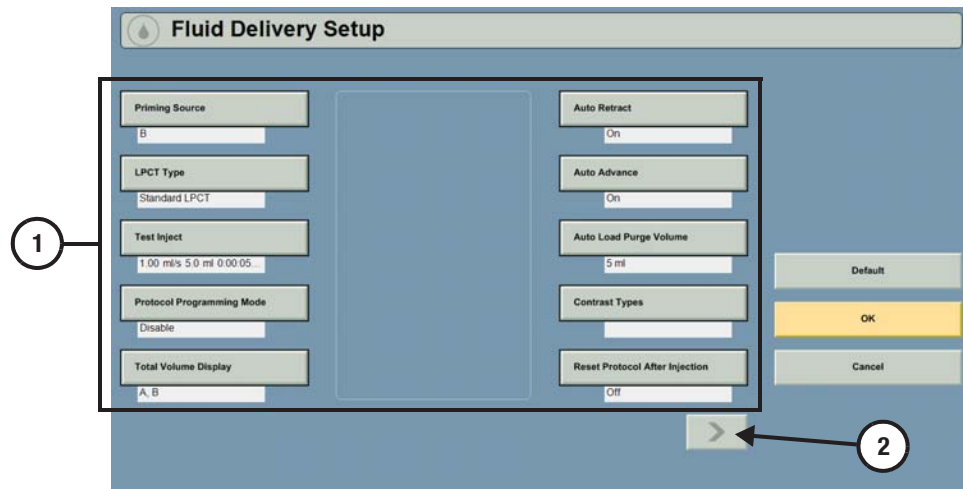 Fluid Delivery Setup
Priming Source
B
LPCT Type
Standard LPCT
Test Inject
1.00 ml/s 5.0 ml 0:00:05...
Protocol Programming Mode
Disable
Total Volume Display
A, B
Auto Retract
On
Auto Advance
On
Auto Load Purge Volume
5 ml
Contrast Types
Reset Protocol After Injection
Off
Default
OK
Cancel
1
2